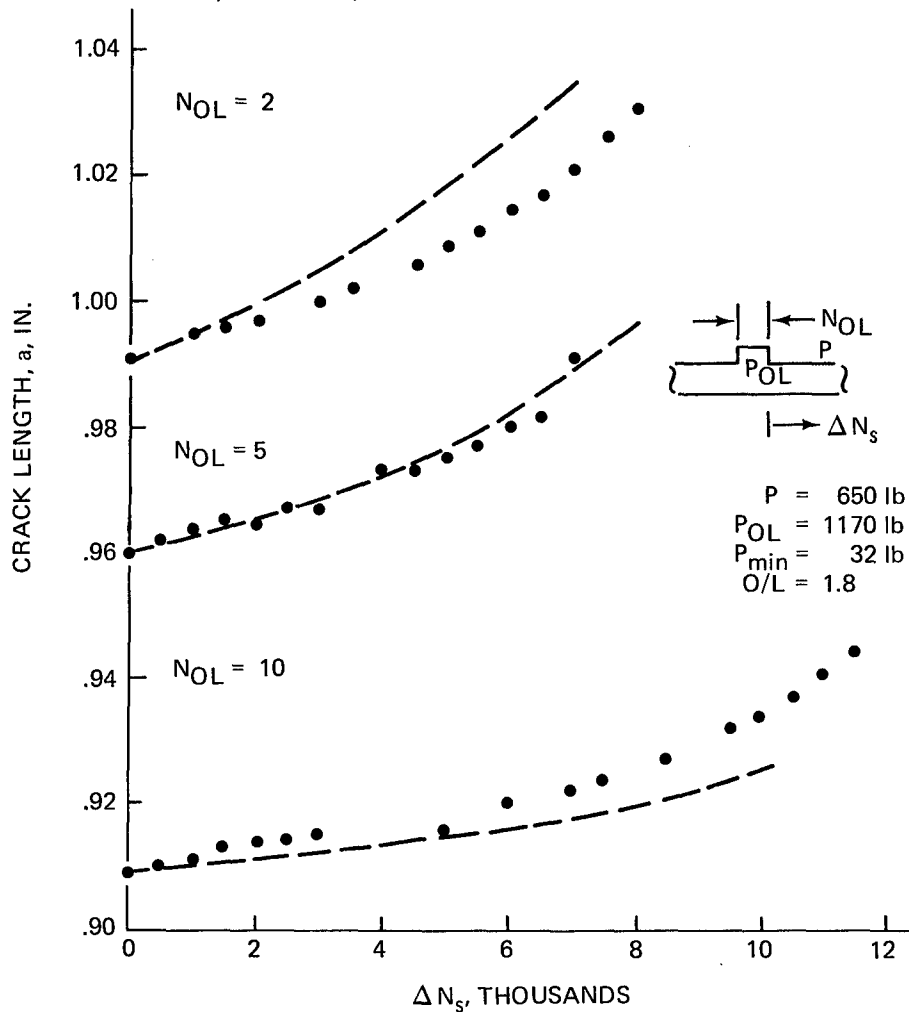 1.04
N_OL = 2
1.02
1.00
N_OL
P
P_OL
.98
ΔN_s
N_OL = 5
CRACK LENGTH, a, IN.
P = 650 lb
P_OL = 1170 lb
.96
P_min = 32 lb
O/L = 1.8
N_OL = 10
.94
.92
.90
0 2 4 6 8 10 12
ΔN_s, THOUSANDS